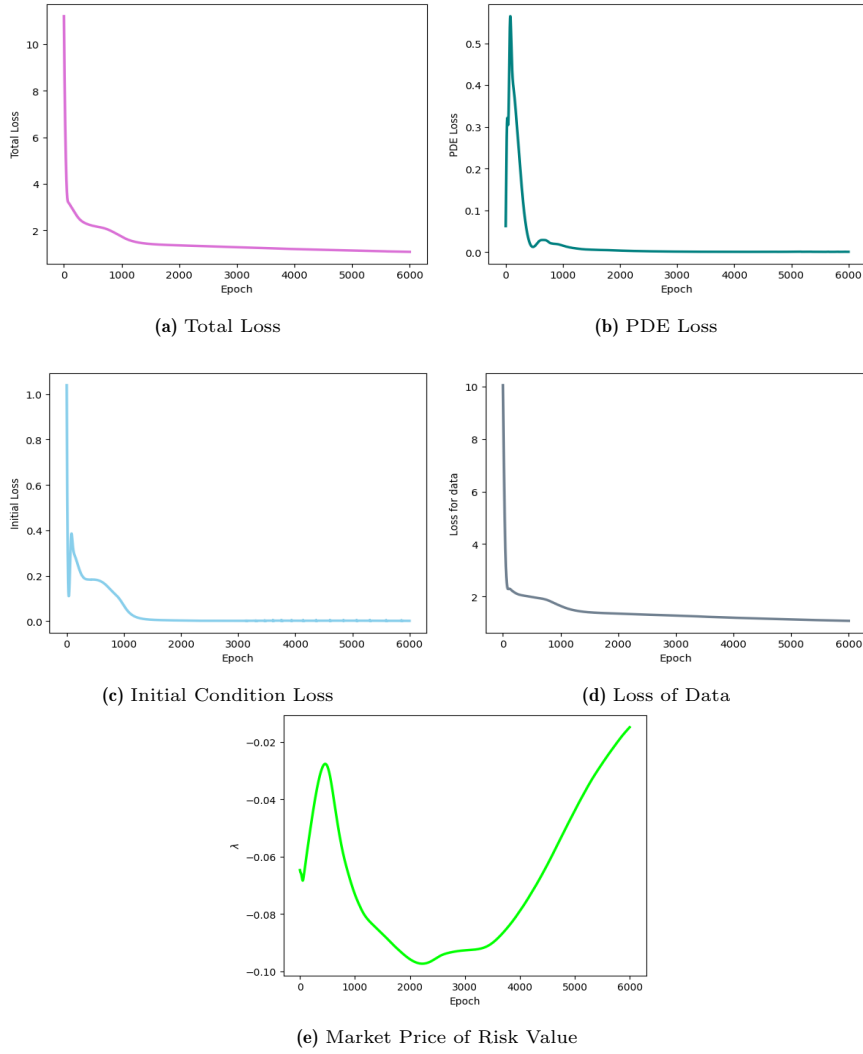 10
8
6
4
2
Total Loss
0 1000 2000 3000 4000 5000 6000
Epoch
(a) Total Loss
0.5
0.4
0.3
0.2
0.1
0.0
PDE Loss
0 1000 2000 3000 4000 5000 6000
Epoch
(b) PDE Loss
1.0
0.8
0.6
0.4
0.2
0.0
Initial Loss
0 1000 2000 3000 4000 5000 6000
Epoch
(c) Initial Condition Loss
10
8
6
4
2
Loss for data
0 1000 2000 3000 4000 5000 6000
Epoch
(d) Loss of Data
−0.02
−0.04
−0.06
−0.08
−0.10
λ
0 1000 2000 3000 4000 5000 6000
Epoch
(e) Market Price of Risk Value